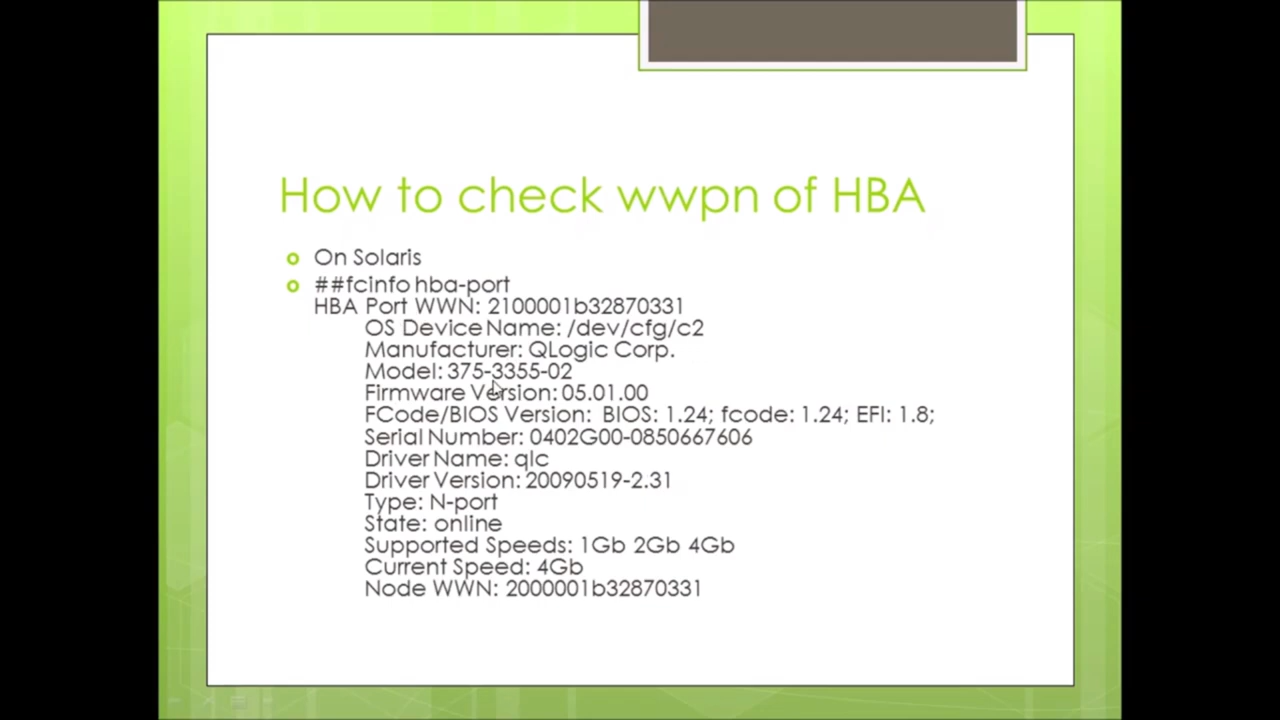 How to check wwpn of HBA
On Solaris
##fcinfo hba-port
HBA Port WWN: 2100001b32870331
OS Device Name: /dev/cfg/c2
Manufacturer: QLogic Corp.
Model: 375-3355-02
Firmware Version: 05.01.00
FCode/BIOS Version: BIOS: 1.24; fcode: 1.24; EFI: 1.8;
Serial Number: 0402G00-0850667606
Driver Name: qlc
Driver Version: 20090519-2.31
Type: N-port
State: online
Supported Speeds: 1Gb 2Gb 4Gb
Current Speed: 4Gb
Node WWN: 2000001b32870331